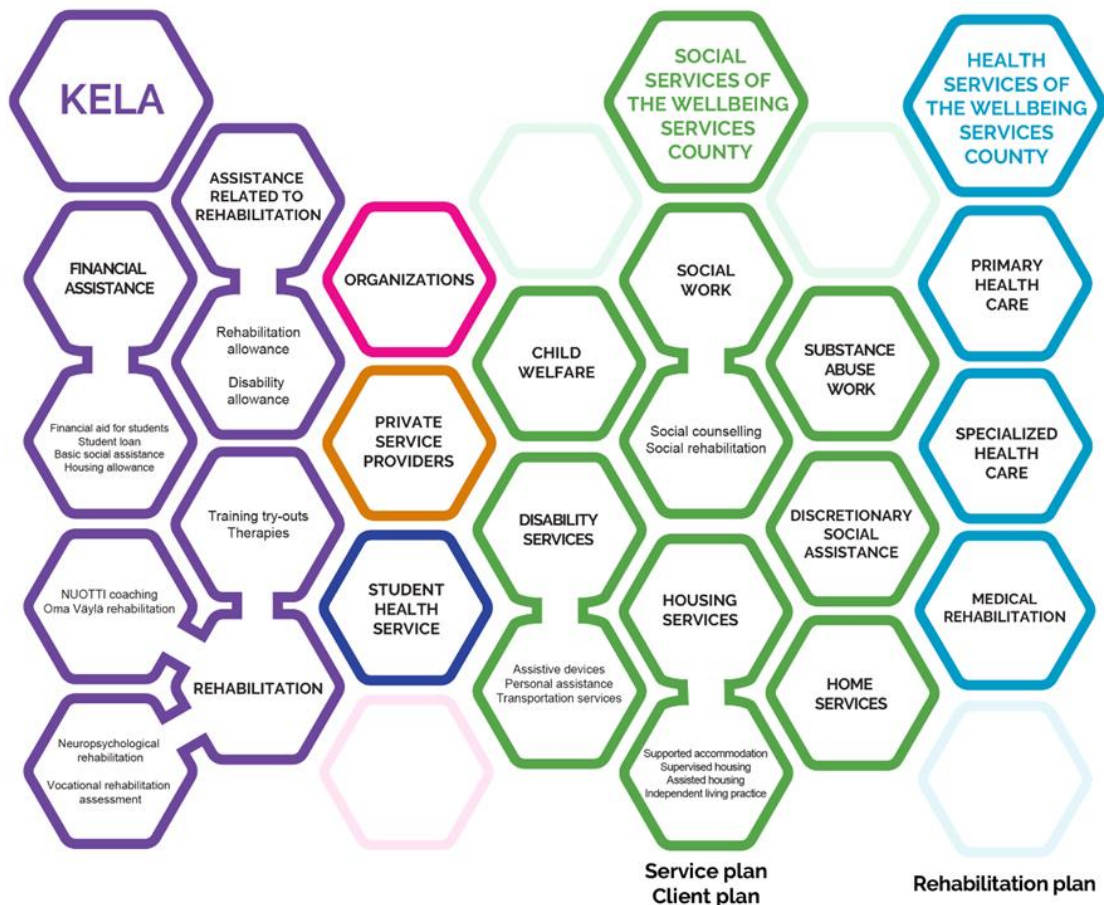 KELA
ASSISTANCE
RELATED TO
REHABILITATION
FINANCIAL
ASSISTANCE
Rehabilitation
allowance
Disability
allowance
Financial aid for students
Student loan
Basic social assistance
Housing allowance
Training try-outs
Therapies
NUOTTI coaching
Oma Väylä rehabilitation
REHABILITATION
Neuropsychological
rehabilitation
Vocational rehabilitation
assessment
ORGANIZATIONS
PRIVATE
SERVICE
PROVIDERS
STUDENT
HEALTH
SERVICE
SOCIAL
SERVICES OF
THE WELLBEING
SERVICES
COUNTY
SOCIAL
WORK
CHILD
WELFARE
SUBSTANCE
ABUSE
WORK
Social counselling
Social rehabilitation
DISABILITY
SERVICES
DISCRETIONARY
SOCIAL
ASSISTANCE
HOUSING
SERVICES
Assistive devices
Personal assistance
Transportation services
HOME
SERVICES
Supported accommodation
Supervised housing
Assisted housing
Independent living practice
Service plan
Client plan
HEALTH
SERVICES OF
THE WELLBEING
SERVICES
COUNTY
PRIMARY
HEALTH
CARE
SPECIALIZED
HEALTH
CARE
MEDICAL
REHABILITATION
Rehabilitation plan